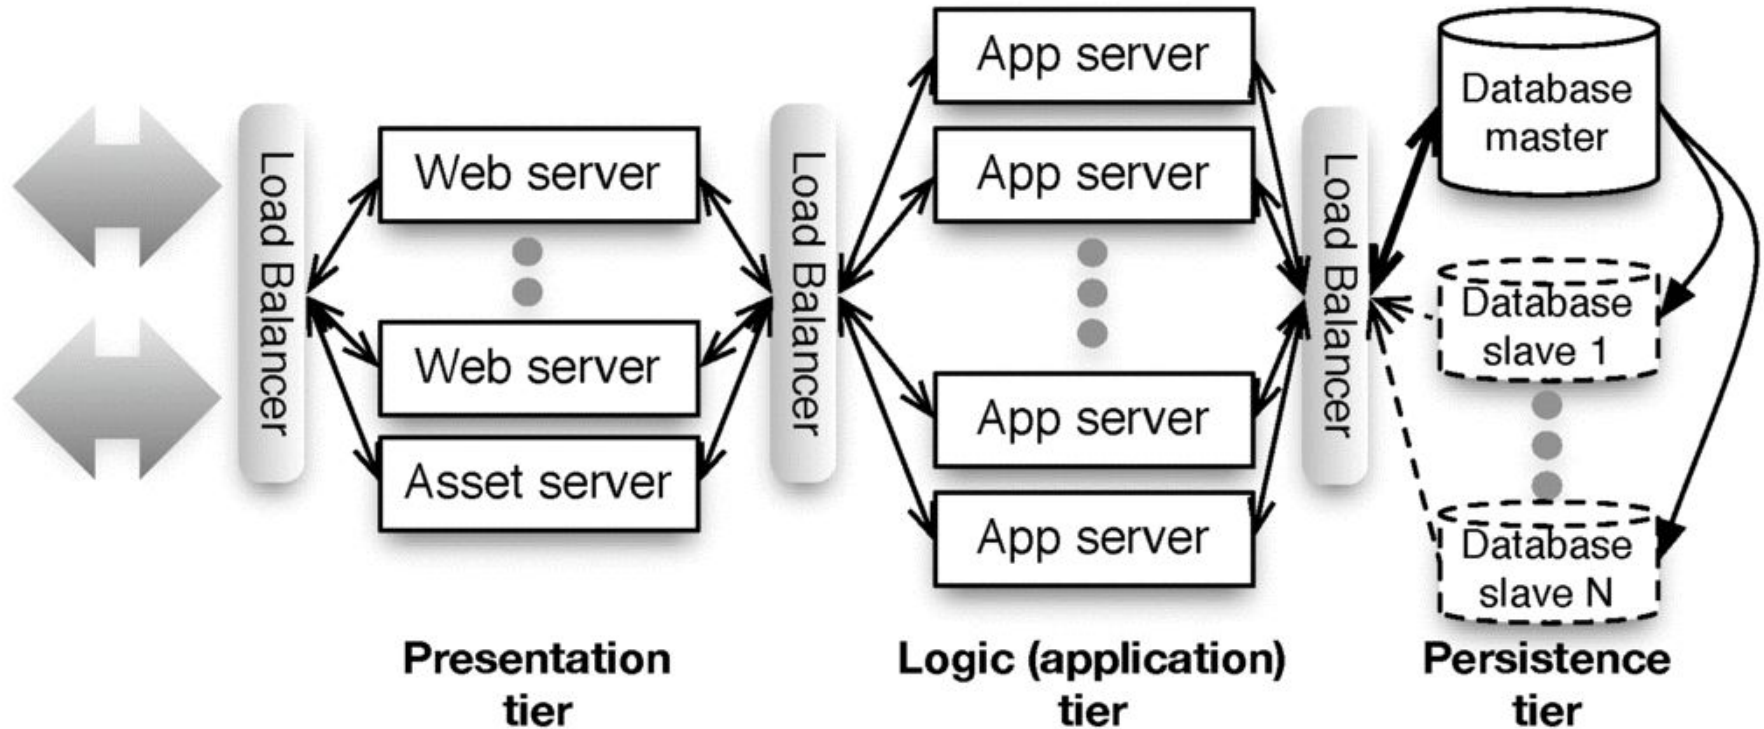 Load Balancer
Web server
Web server
Asset server
Presentation
tier
Load Balancer
App server
App server
App server
App server
Logic (application)
tier
Load Balancer
Database
master
Database
slave 1
Database
slave N
Persistence
tier